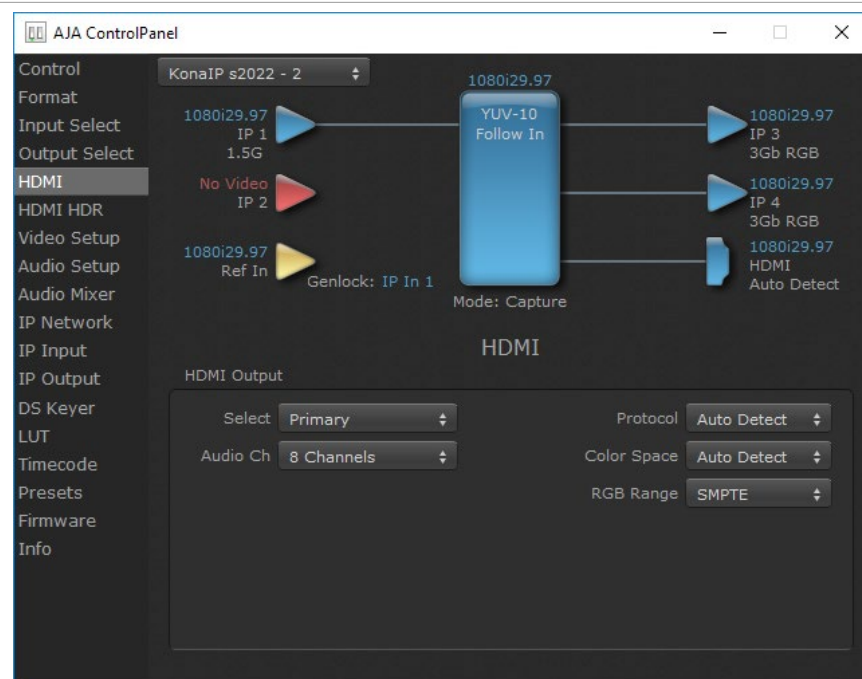 AJA ControlPanel
Control
Format
Input Select
Output Select
HDMI
HDMI HDR
Video Setup
Audio Setup
Audio Mixer
IP Network
IP Input
IP Output
DS Keyer
LUT
Timecode
Presets
Firmware
Info
KonaIP s2022 - 2
1080i29.97
IP 1
1.5G
No Video
IP 2
1080i29.97
Ref In
Genlock: IP In 1
1080i29.97
YUV-10
Follow In
Mode: Capture
1080i29.97
IP 3
3Gb RGB
1080i29.97
IP 4
3Gb RGB
1080i29.97
HDMI
Auto Detect
HDMI
HDMI Output
Select Primary
Audio Ch 8 Channels
Protocol Auto Detect
Color Space Auto Detect
RGB Range SMPTE